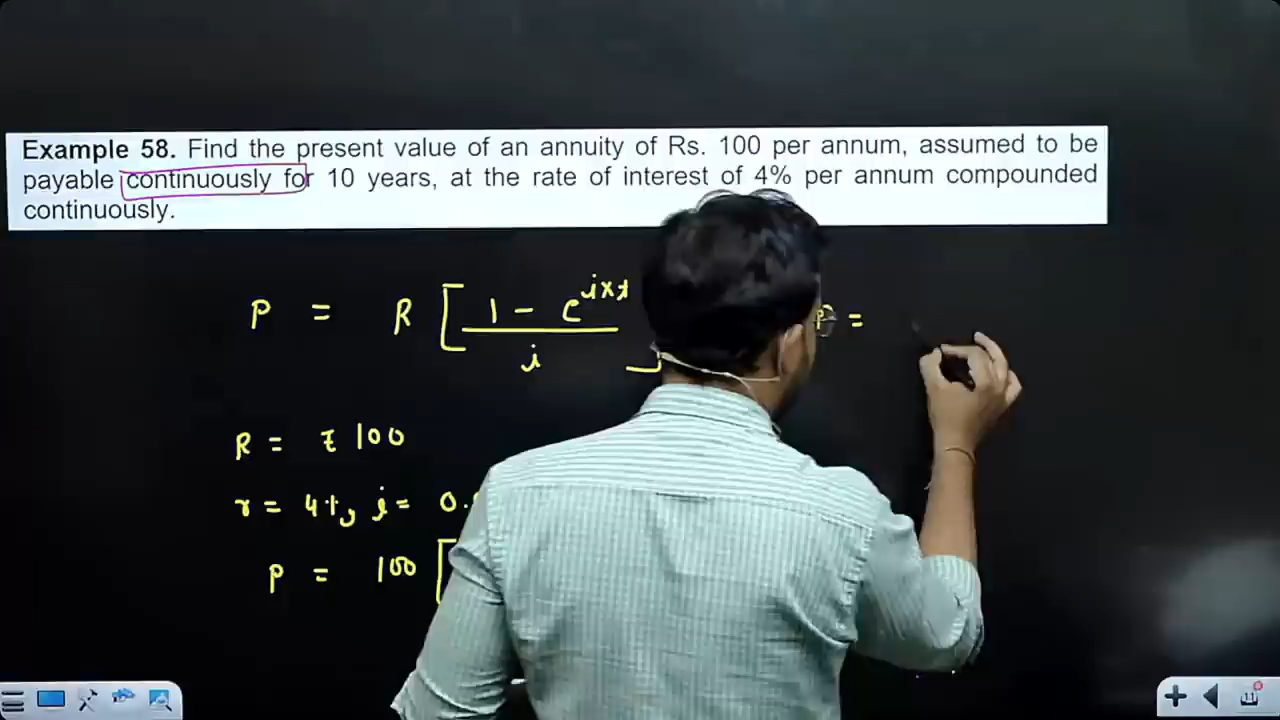 Example 58. Find the present value of an annuity of Rs. 100 per annum, assumed to be
payable continuously for 10 years, at the rate of interest of 4% per annum compounded
continuously.
P = R [ 1 - e^{i×t} / i ]
=
R = ₹ 100
r = 4%, i = 0.
P = 100 [